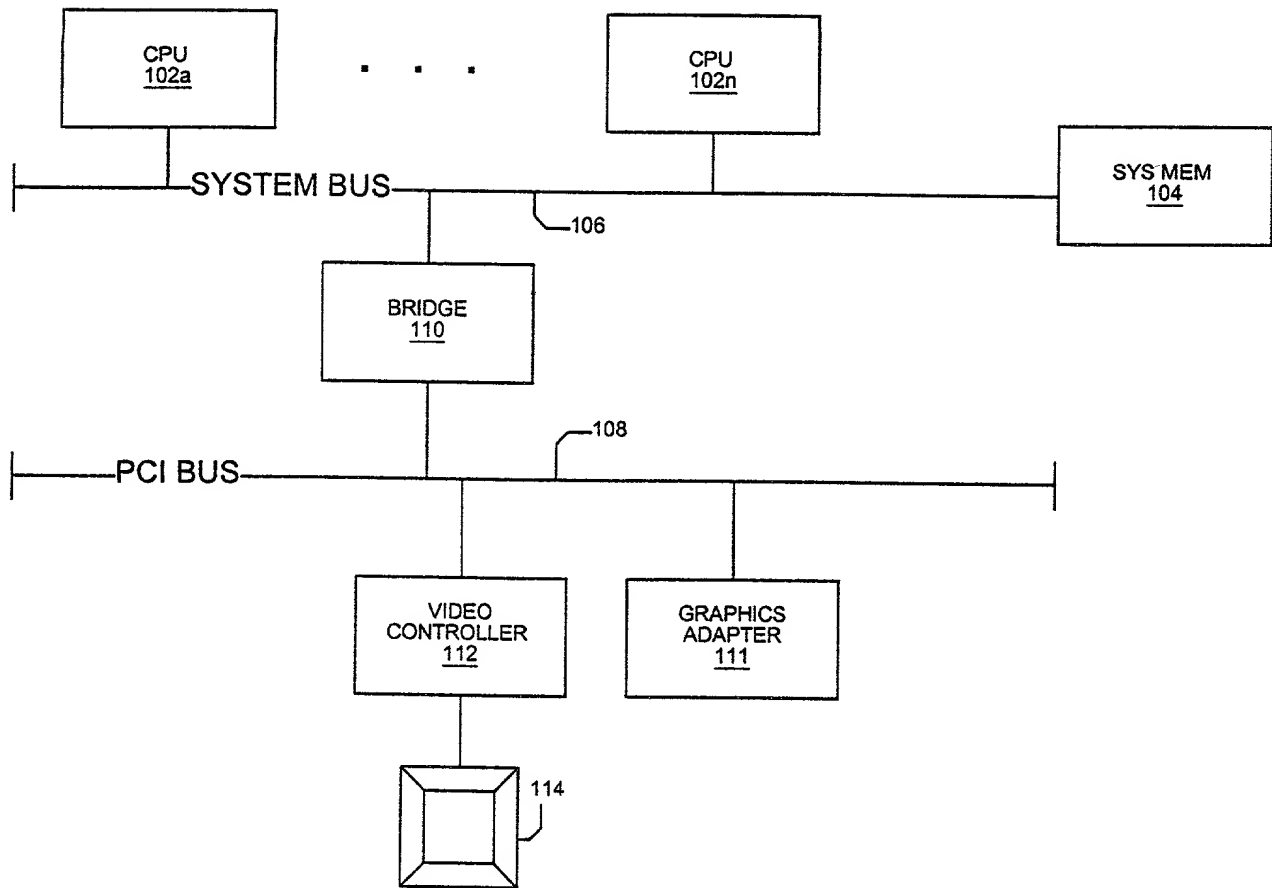 CPU
102a
. . .
CPU
102n
SYS MEM
104
SYSTEM BUS
106
BRIDGE
110
108
PCI BUS
VIDEO
CONTROLLER
112
GRAPHICS
ADAPTER
111
114